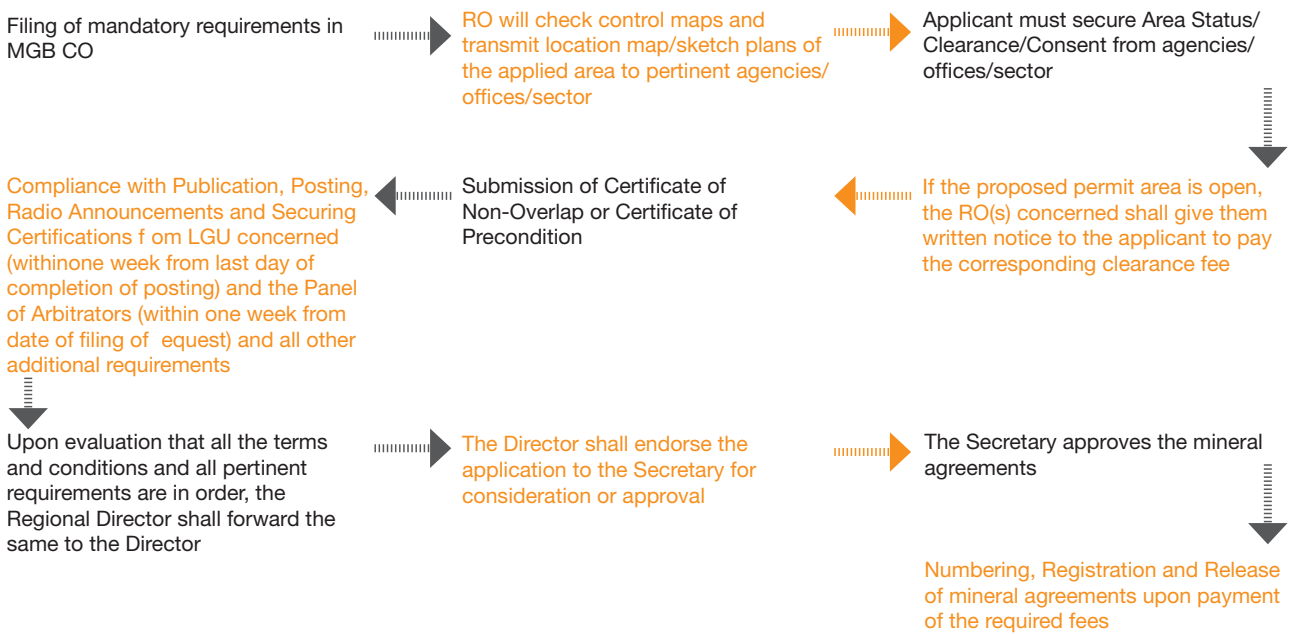 Filing of mandatory requirements in
MGB CO
RO will check control maps and
transmit location map/sketch plans of
the applied area to pertinent agencies/
offices/sector
Applicant must secure Area Status/
Clearance/Consent from agencies/
offices/sector
If the proposed permit area is open,
the RO(s) concerned shall give them
written notice to the applicant to pay
the corresponding clearance fee
Submission of Certificate of
Non-Overlap or Certificate of
Precondition
Compliance with Publication, Posting,
Radio Announcements and Securing
Certifications f om LGU concerned
(withinone week from last day of
completion of posting) and the Panel
of Arbitrators (within one week from
date of filing of  equest) and all other
additional requirements
Upon evaluation that all the terms
and conditions and all pertinent
requirements are in order, the
Regional Director shall forward the
same to the Director
The Director shall endorse the
application to the Secretary for
consideration or approval
The Secretary approves the mineral
agreements
Numbering, Registration and Release
of mineral agreements upon payment
of the required fees